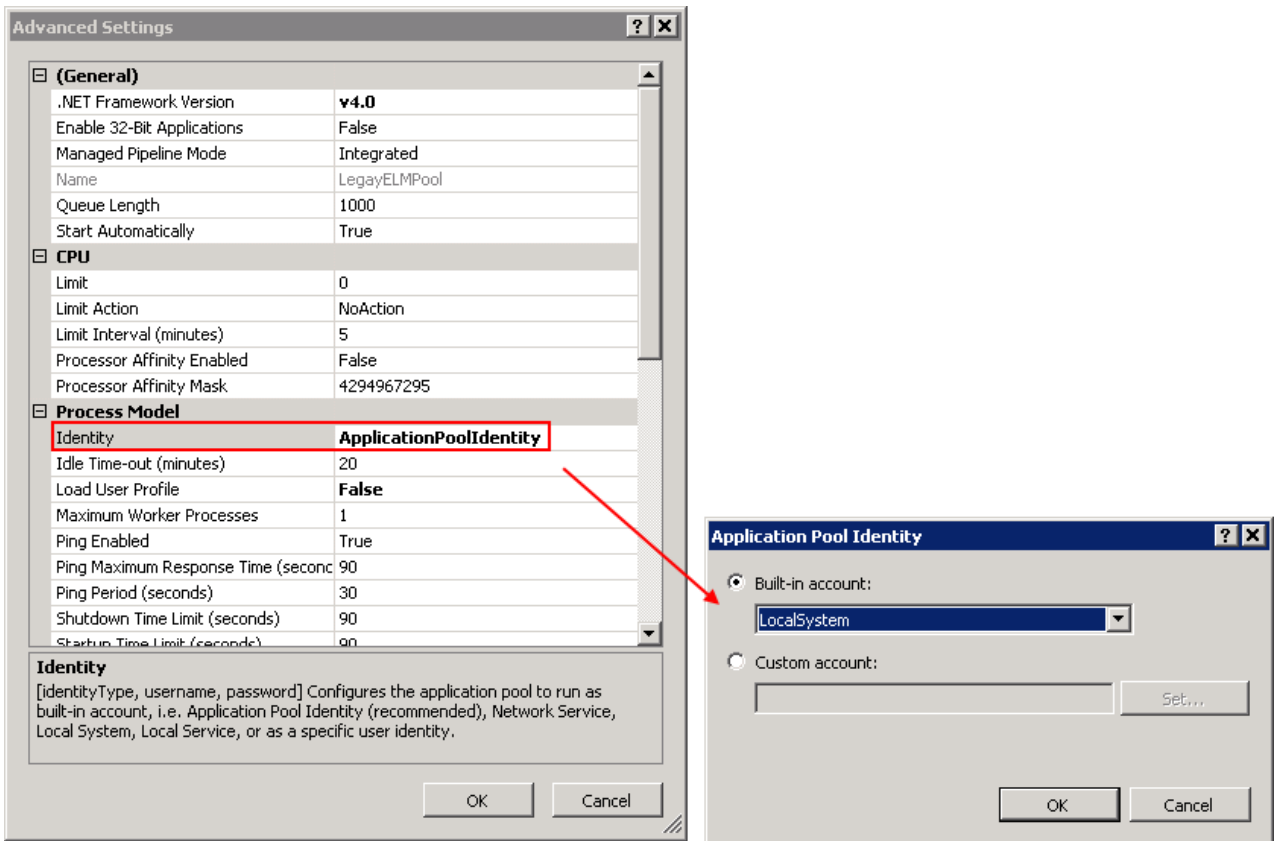 Advanced Settings
(General)
.NET Framework Version v4.0
Enable 32-Bit Applications False
Managed Pipeline Mode Integrated
Name LegayELMPool
Queue Length 1000
Start Automatically True
CPU
Limit 0
Limit Action NoAction
Limit Interval (minutes) 5
Processor Affinity Enabled False
Processor Affinity Mask 4294967295
Process Model
Identity ApplicationPoolIdentity
Idle Time-out (minutes) 20
Load User Profile False
Maximum Worker Processes 1
Ping Enabled True
Ping Maximum Response Time (seconc 90
Ping Period (seconds) 30
Shutdown Time Limit (seconds) 90
Startup Time Limit (seconds) 90
Identity
[identityType, username, password] Configures the application pool to run as
built-in account, i.e. Application Pool Identity (recommended), Network Service,
Local System, Local Service, or as a specific user identity.
OK Cancel
Application Pool Identity
Built-in account:
LocalSystem
Custom account:
Set...
OK Cancel